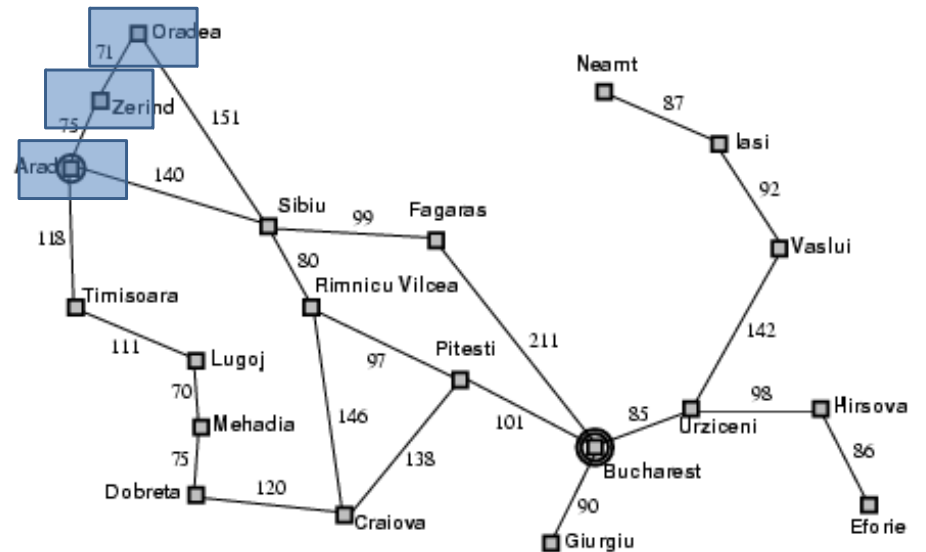 Oradea
71
Neamt
Zerind
87
75
151
Iasi
Arad
140
92
Sibiu
99
Fagaras
118
80
Vaslui
Timisoara
Rimnicu Vilcea
111
Lugoj
97
Pitesti
211
142
70
146
98
Hirsova
Mehadia
101
85
Urziceni
75
138
86
Bucharest
Dobreta
120
90
Craiova
Eforie
Giurgiu